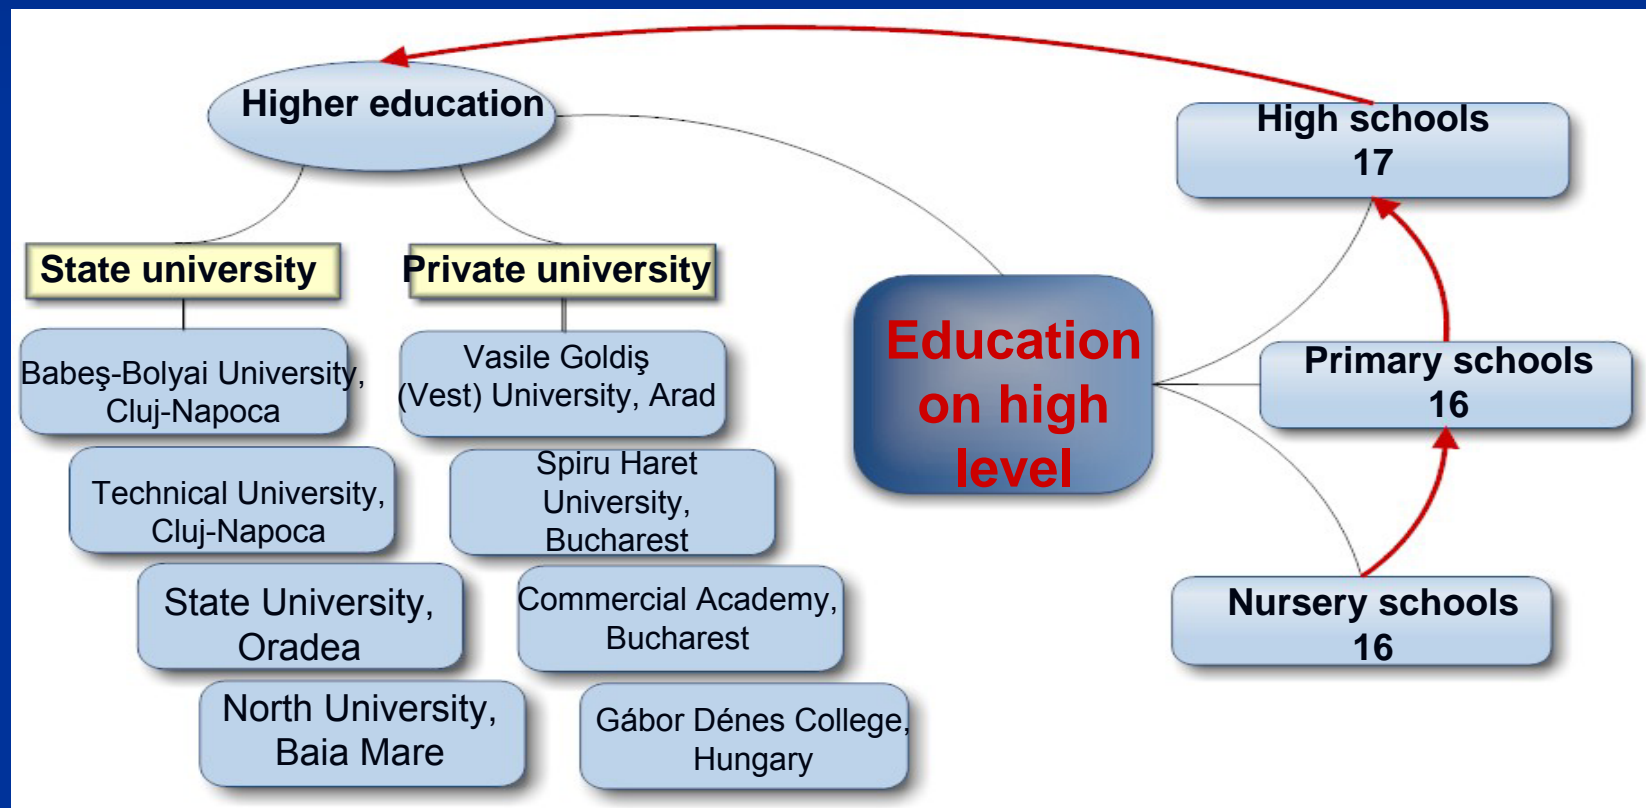 Higher education
State university
Babeş-Bolyai University,
Cluj-Napoca
Technical University,
Cluj-Napoca
State University,
Oradea
North University,
Baia Mare
Private university
Vasile Goldiş
(Vest) University, Arad
Spiru Haret
University,
Bucharest
Commercial Academy,
Bucharest
Gábor Dénes College,
Hungary
Education
on high
level
High schools
17
Primary schools
16
Nursery schools
16